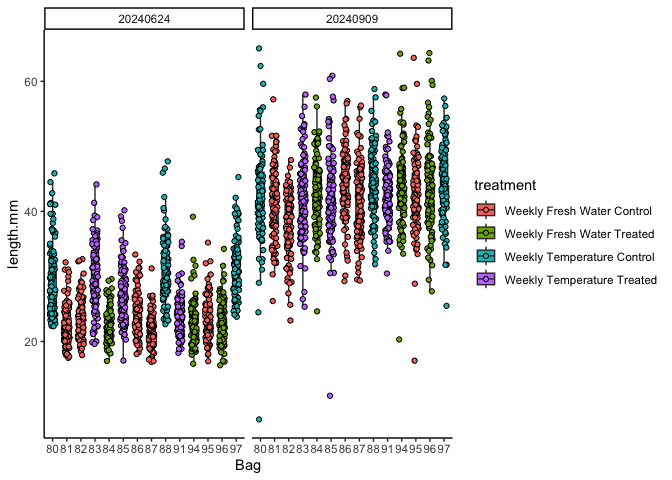 20240624 20240909
60
40
20
length.mm
80 81 82 83 84 85 86 87 88 91 94 95 96 97 80 81 82 83 84 85 86 87 88 91 94 95 96 97
Bag
treatment
Weekly Fresh Water Control
Weekly Fresh Water Treated
Weekly Temperature Control
Weekly Temperature Treated